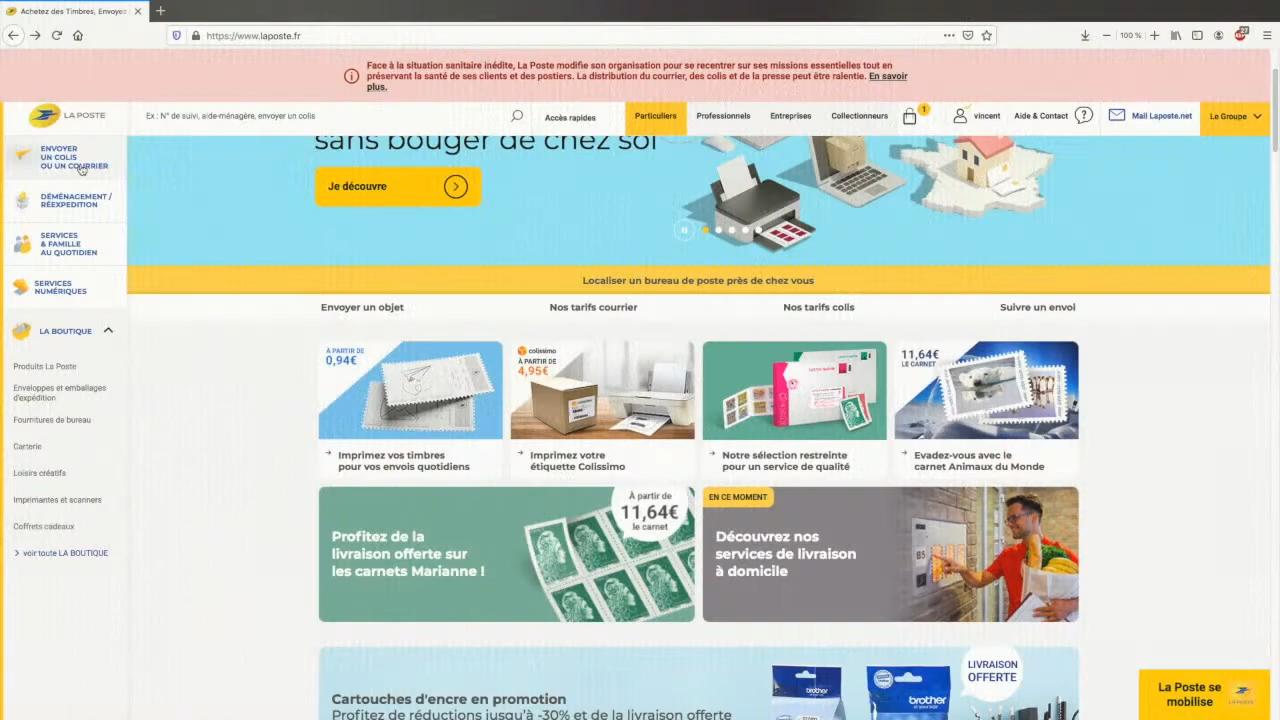 Achetez des Timbres, Envoyez
https://www.laposte.fr
100 %
Face à la situation sanitaire inédite, La Poste modifie son organisation pour se recentrer sur ses missions essentielles tout en
préservant la santé de ses clients et des postiers. La distribution du courrier, des colis et de la presse peut être ralentie. En savoir
plus.
LA POSTE
Ex : N° de suivi, aide-ménagère, envoyer un colis
Accès rapides
Particuliers
Professionnels
Entreprises
Collectionneurs
1
vincent
Aide & Contact
?
Mail Laposte.net
Le Groupe
ENVOYER
UN COLIS
OU UN COURRIER
DÉMÉNAGEMENT /
RÉEXPEDITION
SERVICES
& FAMILLE
AU QUOTIDIEN
SERVICES
NUMÉRIQUES
LA BOUTIQUE
Produits La Poste
Enveloppes et emballages
d'expédition
Fournitures de bureau
Carterie
Loisirs créatifs
Imprimantes et scanners
Coffrets cadeaux
voir toute LA BOUTIQUE
sans bouger de chez soi
Je découvre
Localiser un bureau de poste près de chez vous
Envoyer un objet
Nos tarifs courrier
Nos tarifs colis
Suivre un envoi
À PARTIR DE
0,94€
Imprimez vos timbres
pour vos envois quotidiens
colissimo
À PARTIR DE
4,95€
Imprimez votre
étiquette Colissimo
Notre sélection restreinte
pour un service de qualité
11,64€
LE CARNET
Evadez-vous avec le
carnet Animaux du Monde
Profitez de la
livraison offerte sur
les carnets Marianne !
À partir de
11,64€
le carnet
EN CE MOMENT
Découvrez nos
services de livraison
à domicile
B5
Cartouches d'encre en promotion
Profitez de réductions jusqu'à -30% et de la livraison offerte
brother
brother
LIVRAISON
OFFERTE
La Poste se
mobilise
LA POSTE